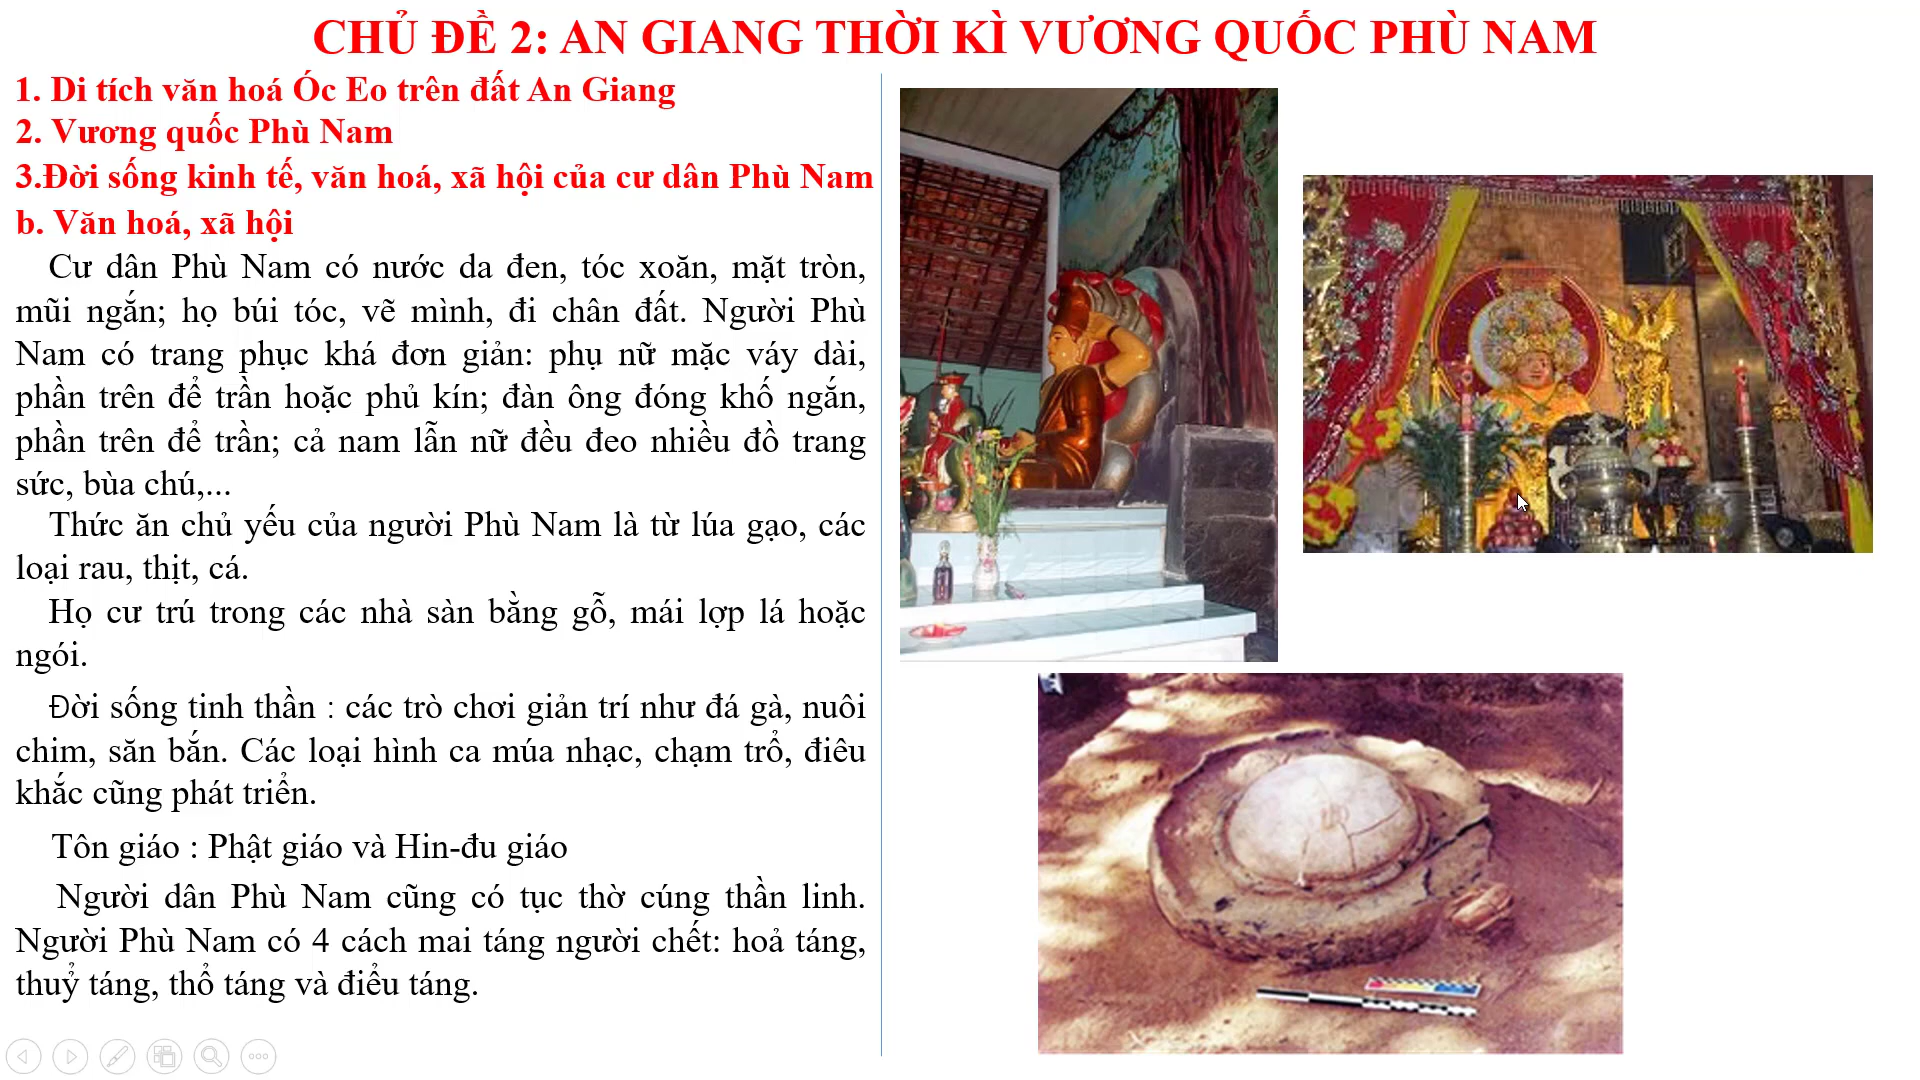 CHỦ ĐỀ 2: AN GIANG THỜI KÌ VƯƠNG QUỐC PHÙ NAM
1. Di tích văn hoá Óc Eo trên đất An Giang
2. Vương quốc Phù Nam
3.Đời sống kinh tế, văn hoá, xã hội của cư dân Phù Nam
b. Văn hoá, xã hội
Cư dân Phù Nam có nước da đen, tóc xoăn, mặt tròn,
mũi ngắn; họ búi tóc, vẽ mình, đi chân đất. Người Phù
Nam có trang phục khá đơn giản: phụ nữ mặc váy dài,
phần trên để trần hoặc phủ kín; đàn ông đóng khố ngắn,
phần trên để trần; cả nam lẫn nữ đều đeo nhiều đồ trang
sức, bùa chú,...
Thức ăn chủ yếu của người Phù Nam là từ lúa gạo, các
loại rau, thịt, cá.
Họ cư trú trong các nhà sàn bằng gỗ, mái lợp lá hoặc
ngói.
Đời sống tinh thần : các trò chơi giản trí như đá gà, nuôi
chim, săn bắn. Các loại hình ca múa nhạc, chạm trổ, điêu
khắc cũng phát triển.
Tôn giáo : Phật giáo và Hin-đu giáo
Người dân Phù Nam cũng có tục thờ cúng thần linh.
Người Phù Nam có 4 cách mai táng người chết: hoả táng,
thuỷ táng, thổ táng và điểu táng.